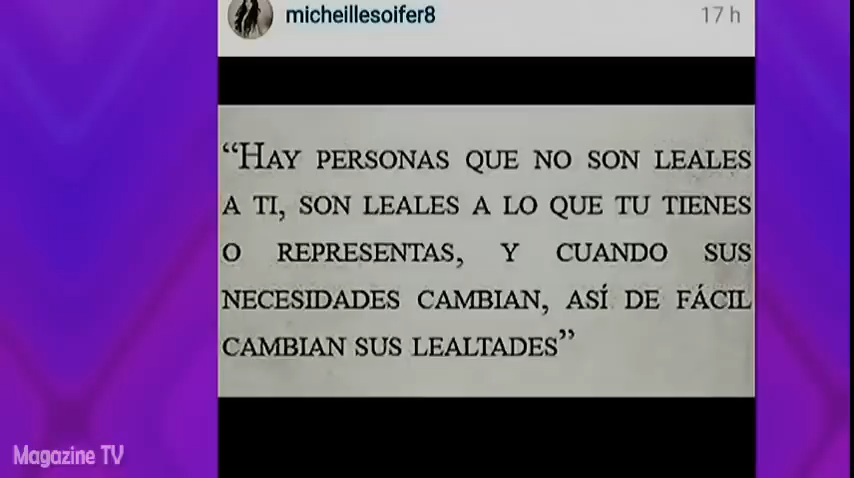 micheillesoifer8
17 h
“HAY PERSONAS QUE NO SON LEALES
A TI, SON LEALES A LO QUE TU TIENES
O REPRESENTAS, Y CUANDO SUS
NECESIDADES CAMBIAN, ASÍ DE FÁCIL
CAMBIAN SUS LEALTADES”
Magazine TV